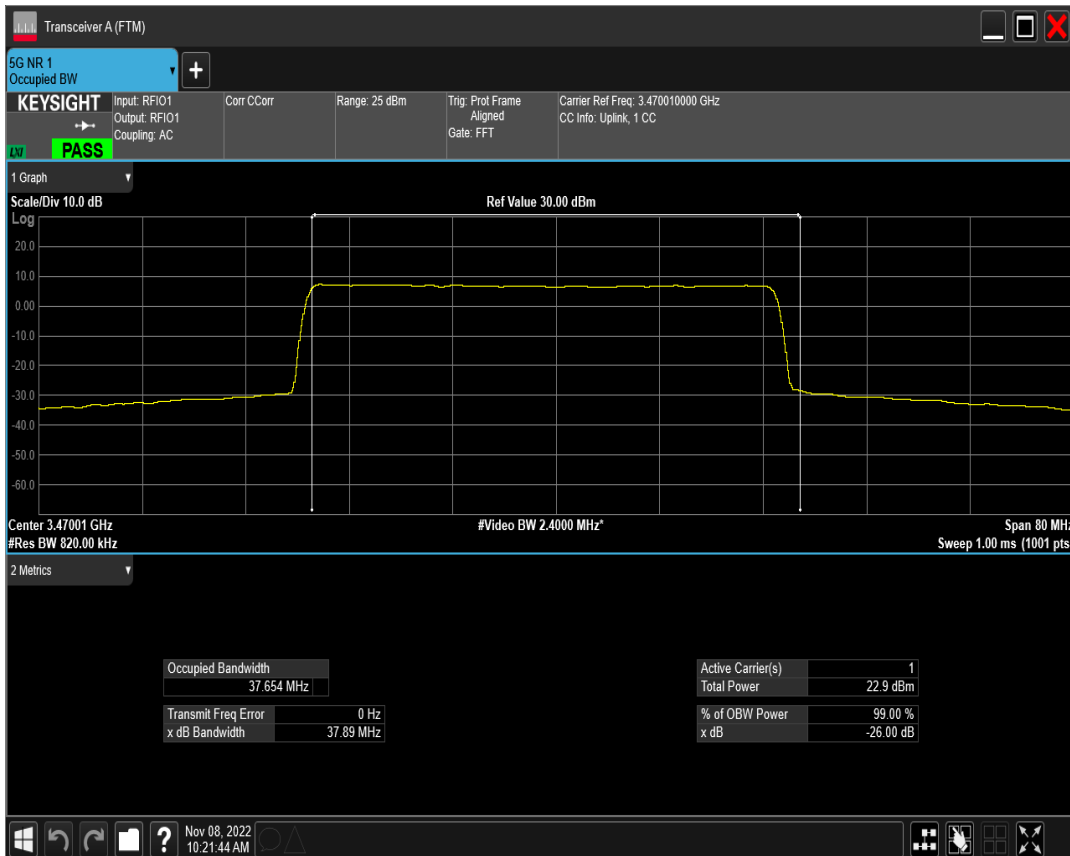 Transceiver A (FTM)
5G NR 1
Occupied BW
+
KEYSIGHT
LXI
PASS
Input: RFIO1
Output: RFIO1
Coupling: AC
Corr CCorr
Range: 25 dBm
Trig: Prot Frame
Aligned
Gate: FFT
Carrier Ref Freq: 3.470010000 GHz
CC Info: Uplink, 1 CC
1 Graph
Scale/Div 10.0 dB
Ref Value 30.00 dBm
Log
20.0
10.0
0.00
-10.0
-20.0
-30.0
-40.0
-50.0
-60.0
Center 3.47001 GHz
#Video BW 2.4000 MHz*
Span 80 MHz
#Res BW 820.00 kHz
Sweep 1.00 ms (1001 pts
2 Metrics
Occupied Bandwidth
37.654 MHz
Transmit Freq Error 0 Hz
x dB Bandwidth 37.89 MHz
Active Carrier(s) 1
Total Power 22.9 dBm
% of OBW Power 99.00 %
x dB -26.00 dB
?
Nov 08, 2022
10:21:44 AM